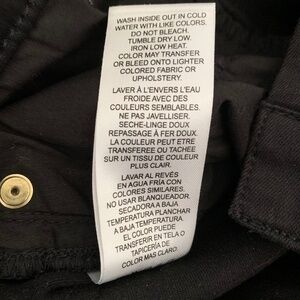 WASH INSIDE OUT IN COLD
WATER WITH LIKE COLORS.
DO NOT BLEACH.
TUMBLE DRY LOW.
IRON LOW HEAT.
COLOR MAY TRANSFER
OR BLEED ONTO LIGHTER
COLORED FABRIC OR
UPHOLSTERY.
LAVER À L'ENVERS L'EAU
FROIDE AVEC DES
COULEURS SEMBLABLES.
NE PAS JAVELLISER.
SECHE-LINGE DOUX
REPASSAGE À FER DOUX.
LA COULEUR PEUT ETRE
TRANSFEREE OU TACHEE
SUR UN TISSU DE COULEUR
PLUS CLAIR.
LAVAR AL REVÉS
EN AGUA FRÍA CON
COLORES SIMILARES.
NO USAR BLANQUEADOR.
SECADORA A BAJA
TEMPERATURA PLANCHAR
A BAJA TEMPERATURA
EL COLOR PUEDE
TRANSFERIR EN TELA O
TAPICERÍA DE
COLOR MAS CLARO.